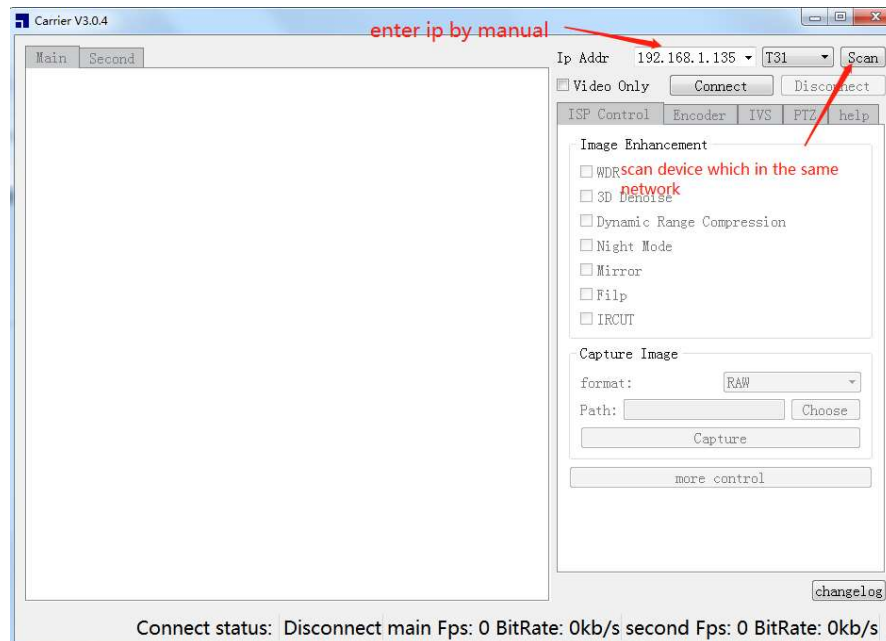 Carrier V3.0.4
enter ip by manual
Main Second
Ip Addr 192.168.1.135 T31 Scan
Video Only Connect Disconnect
ISP Control Encoder IVS PTZ help
Image Enhancement
WDR
scan device which in the same
network
3D Denoise
Dynamic Range Compression
Night Mode
Mirror
Filp
IRCUT
Capture Image
format: RAW
Path: Choose
Capture
more control
changelog
Connect status: Disconnect main Fps: 0 BitRate: 0kb/s second Fps: 0 BitRate: 0kb/s